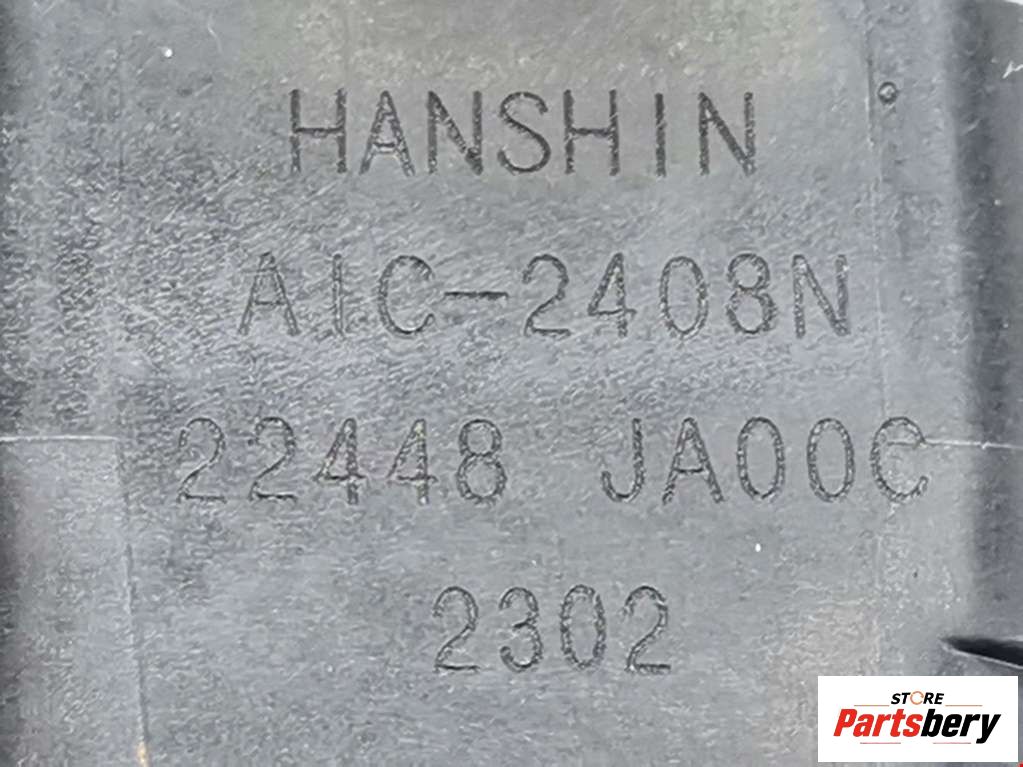 HANSHIN
AIC-2408N
22448 JA00C
2302
STORE
Partsbery